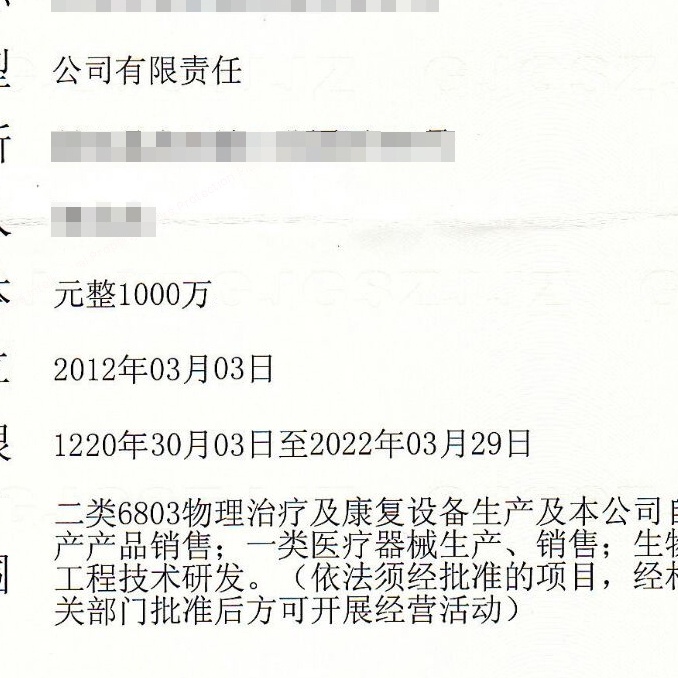 型 公司有限责任
所
人
本 元整1000万
立 2012年03月03日
限 1220年30月03日至2022年03月29日
二类6803物理治疗及康复设备生产及本公司自
产产品销售；一类医疗器械生产、销售；生物
围 工程技术研发。（依法须经批准的项目，经相
关部门批准后方可开展经营活动）